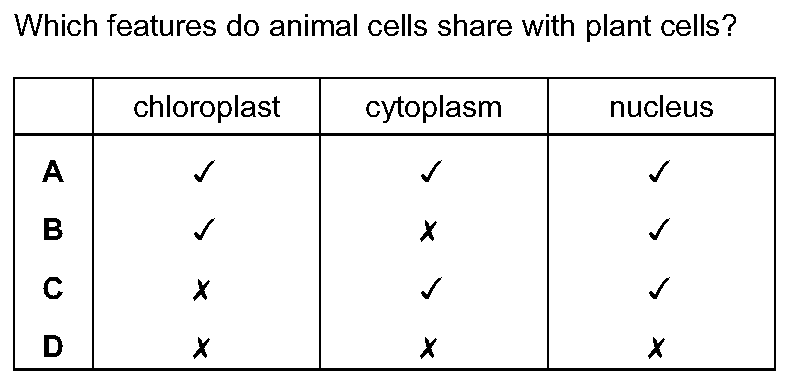 Which features do animal cells share with plant cells?
chloroplast cytoplasm nucleus
A ✓ ✓ ✓
B ✓ ✗ ✓
C ✗ ✓ ✓
D ✗ ✗ ✗